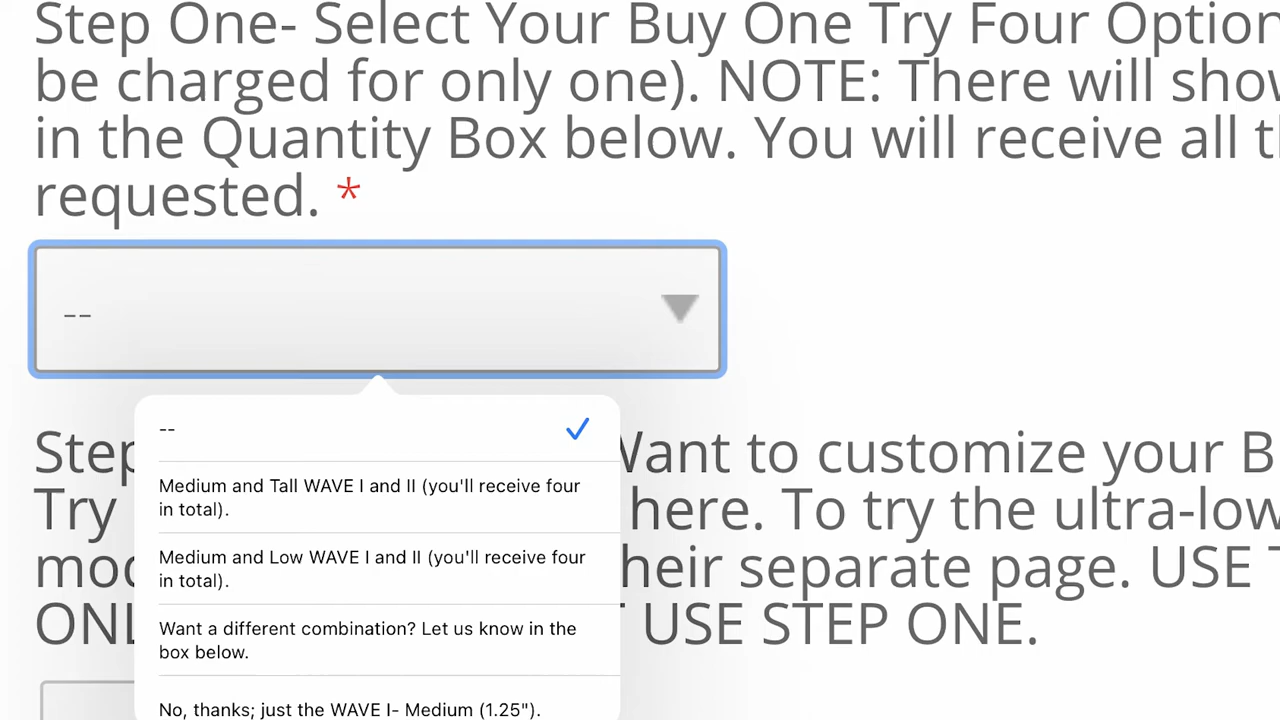 Step One- Select Your Buy One Try Four Option
be charged for only one). NOTE: There will show
in the Quantity Box below. You will receive all
requested. *
--
--
Medium and Tall WAVE I and II (you'll receive four
in total).
Medium and Low WAVE I and II (you'll receive four
in total).
Want a different combination? Let us know in the
box below.
No, thanks; just the WAVE I- Medium (1.25").
Step Want to customize your B
Try here. To try the ultra-low
their separate page. USE
USE STEP ONE.